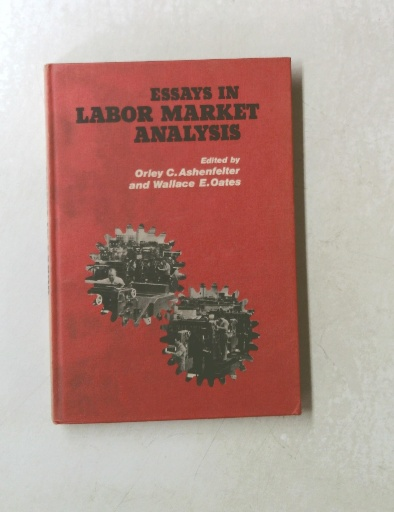 ESSAYS IN
LABOR MARKET
ANALYSIS
Edited by
Orley C. Ashenfelter
and Wallace E. Oates